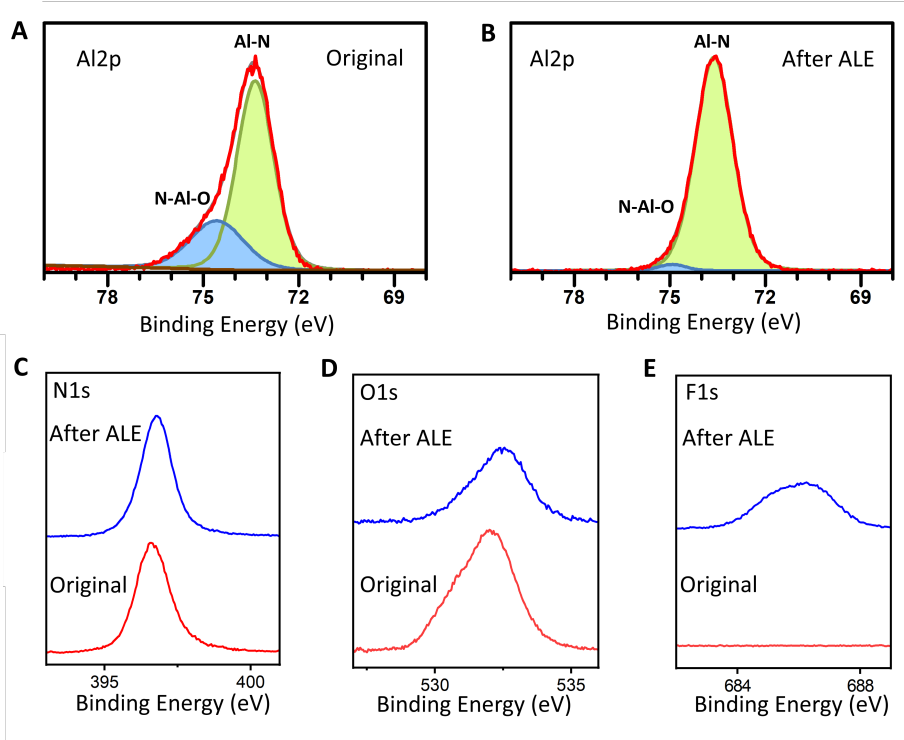 A
Al2p
Al-N
Original
N-Al-O
78 75 72 69
Binding Energy (eV)
B
Al2p
Al-N
After ALE
N-Al-O
78 75 72 69
Binding Energy (eV)
C
N1s
After ALE
Original
395 400
Binding Energy (eV)
D
O1s
After ALE
Original
530 535
Binding Energy (eV)
E
F1s
After ALE
Original
684 688
Binding Energy (eV)